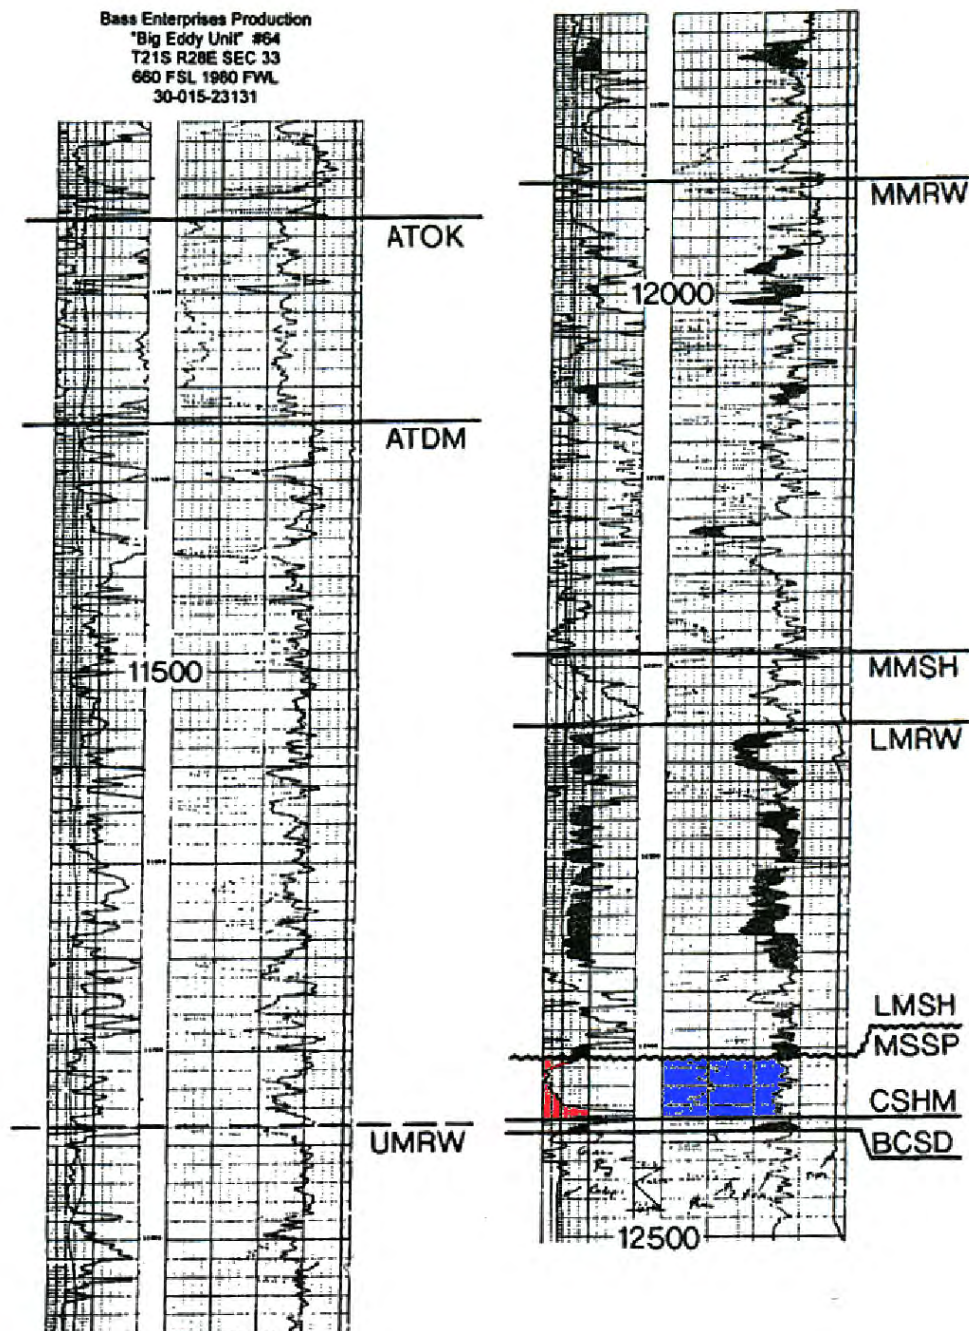 Bass Enterprises Production
"Big Eddy Unit" #64
T21S R28E SEC 33
660 FSL 1980 FWL
30-015-23131
ATOK
ATDM
11500
UMRW
MMRW
12000
MMSH
LMRW
LMSH
MSSP
CSHM
BCSD
12500